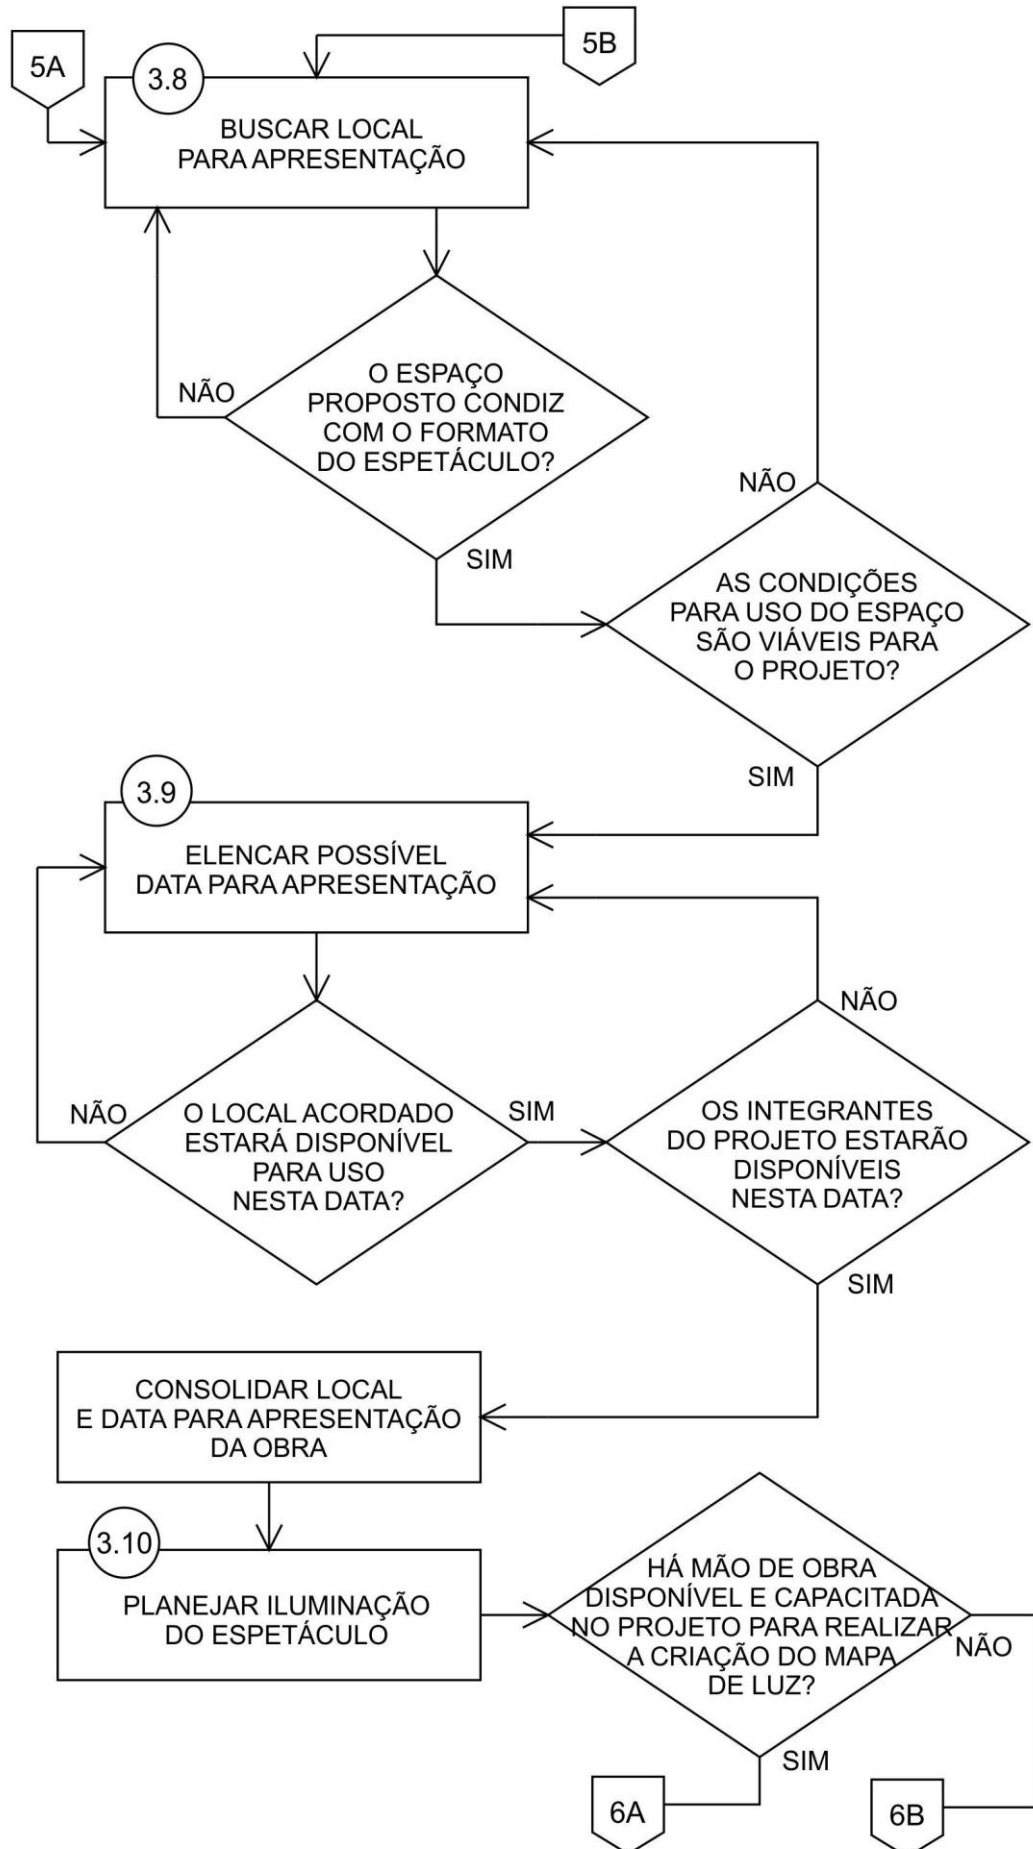 5A
5B
3.8
BUSCAR LOCAL
PARA APRESENTAÇÃO
NÃO
O ESPAÇO
PROPOSTO CONDIZ
COM O FORMATO
DO ESPETÁCULO?
SIM
NÃO
AS CONDIÇÕES
PARA USO DO ESPAÇO
SÃO VIÁVEIS PARA
O PROJETO?
SIM
3.9
ELENCAR POSSÍVEL
DATA PARA APRESENTAÇÃO
NÃO
O LOCAL ACORDADO
ESTARÁ DISPONÍVEL
PARA USO
NESTA DATA?
SIM
NÃO
OS INTEGRANTES
DO PROJETO ESTARÃO
DISPONÍVEIS
NESTA DATA?
SIM
CONSOLIDAR LOCAL
E DATA PARA APRESENTAÇÃO
DA OBRA
3.10
PLANEJAR ILUMINAÇÃO
DO ESPETÁCULO
HÁ MÃO DE OBRA
DISPONÍVEL E CAPACITADA
NO PROJETO PARA REALIZAR
A CRIAÇÃO DO MAPA
DE LUZ?
NÃO
SIM
6A
6B